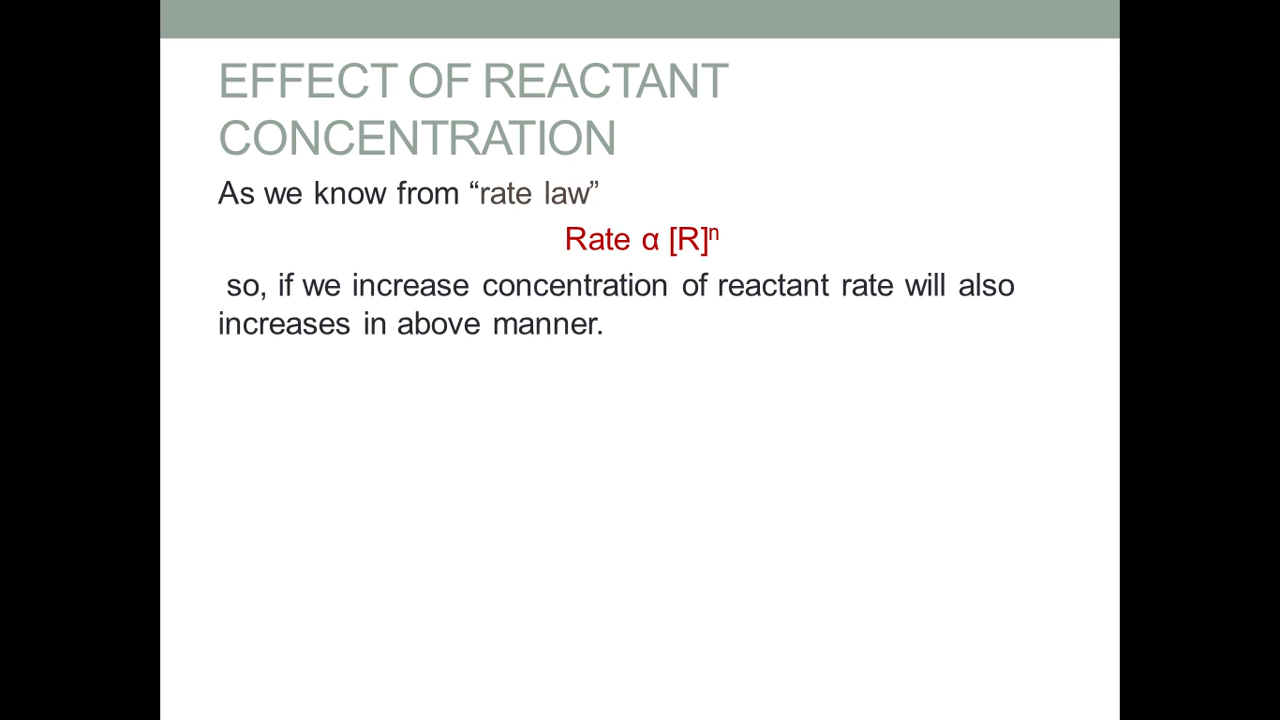 EFFECT OF REACTANT
CONCENTRATION
As we know from “rate law”
Rate α [R]ⁿ
so, if we increase concentration of reactant rate will also
increases in above manner.